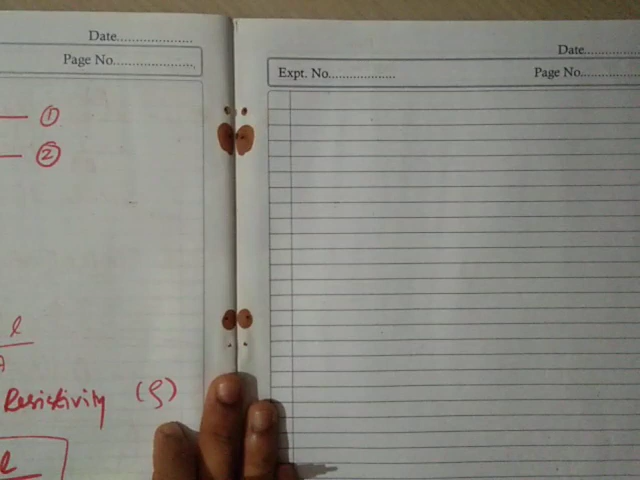 Date....................
Page No.......................
— ①
— ②
l
A
Resistivity (ρ)
l
Date..............
Expt. No...................
Page No..............